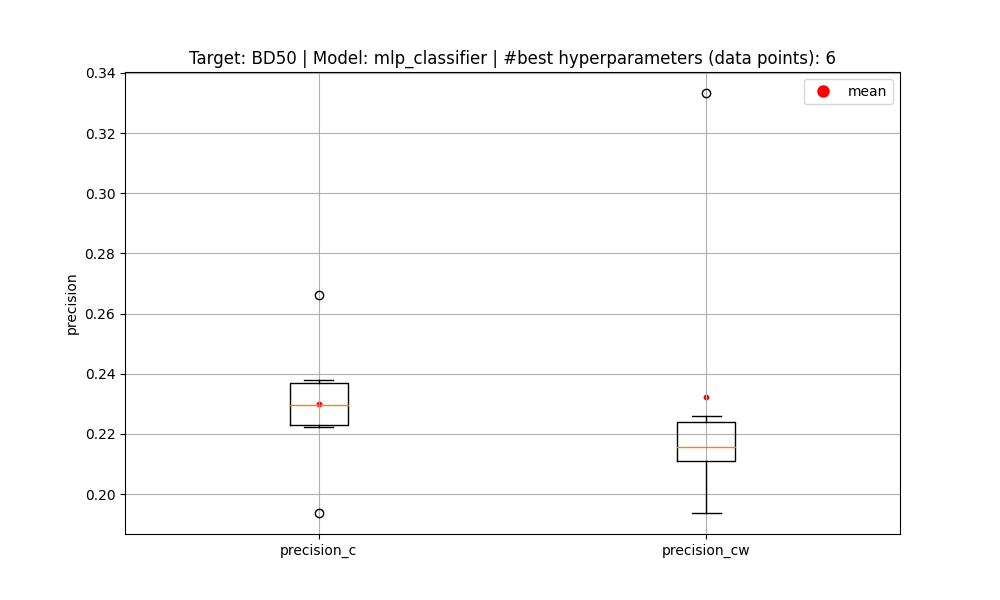 Target: BD50 | Model: mlp_classifier | #best hyperparameters (data points): 6
mean
0.34
0.32
0.30
0.28
0.26
0.24
0.22
0.20
precision
precision_c
precision_cw